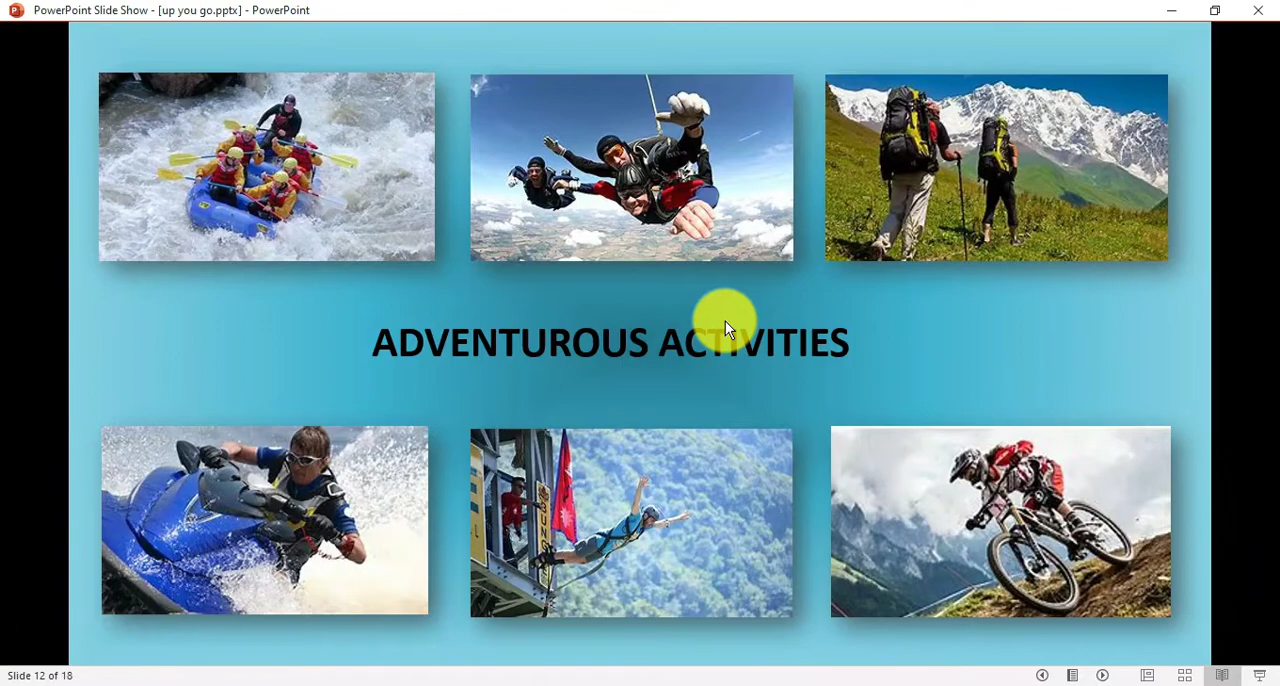 PowerPoint Slide Show - [up you go.pptx] - PowerPoint
ADVENTUROUS ACTIVITIES
Slide 12 of 18